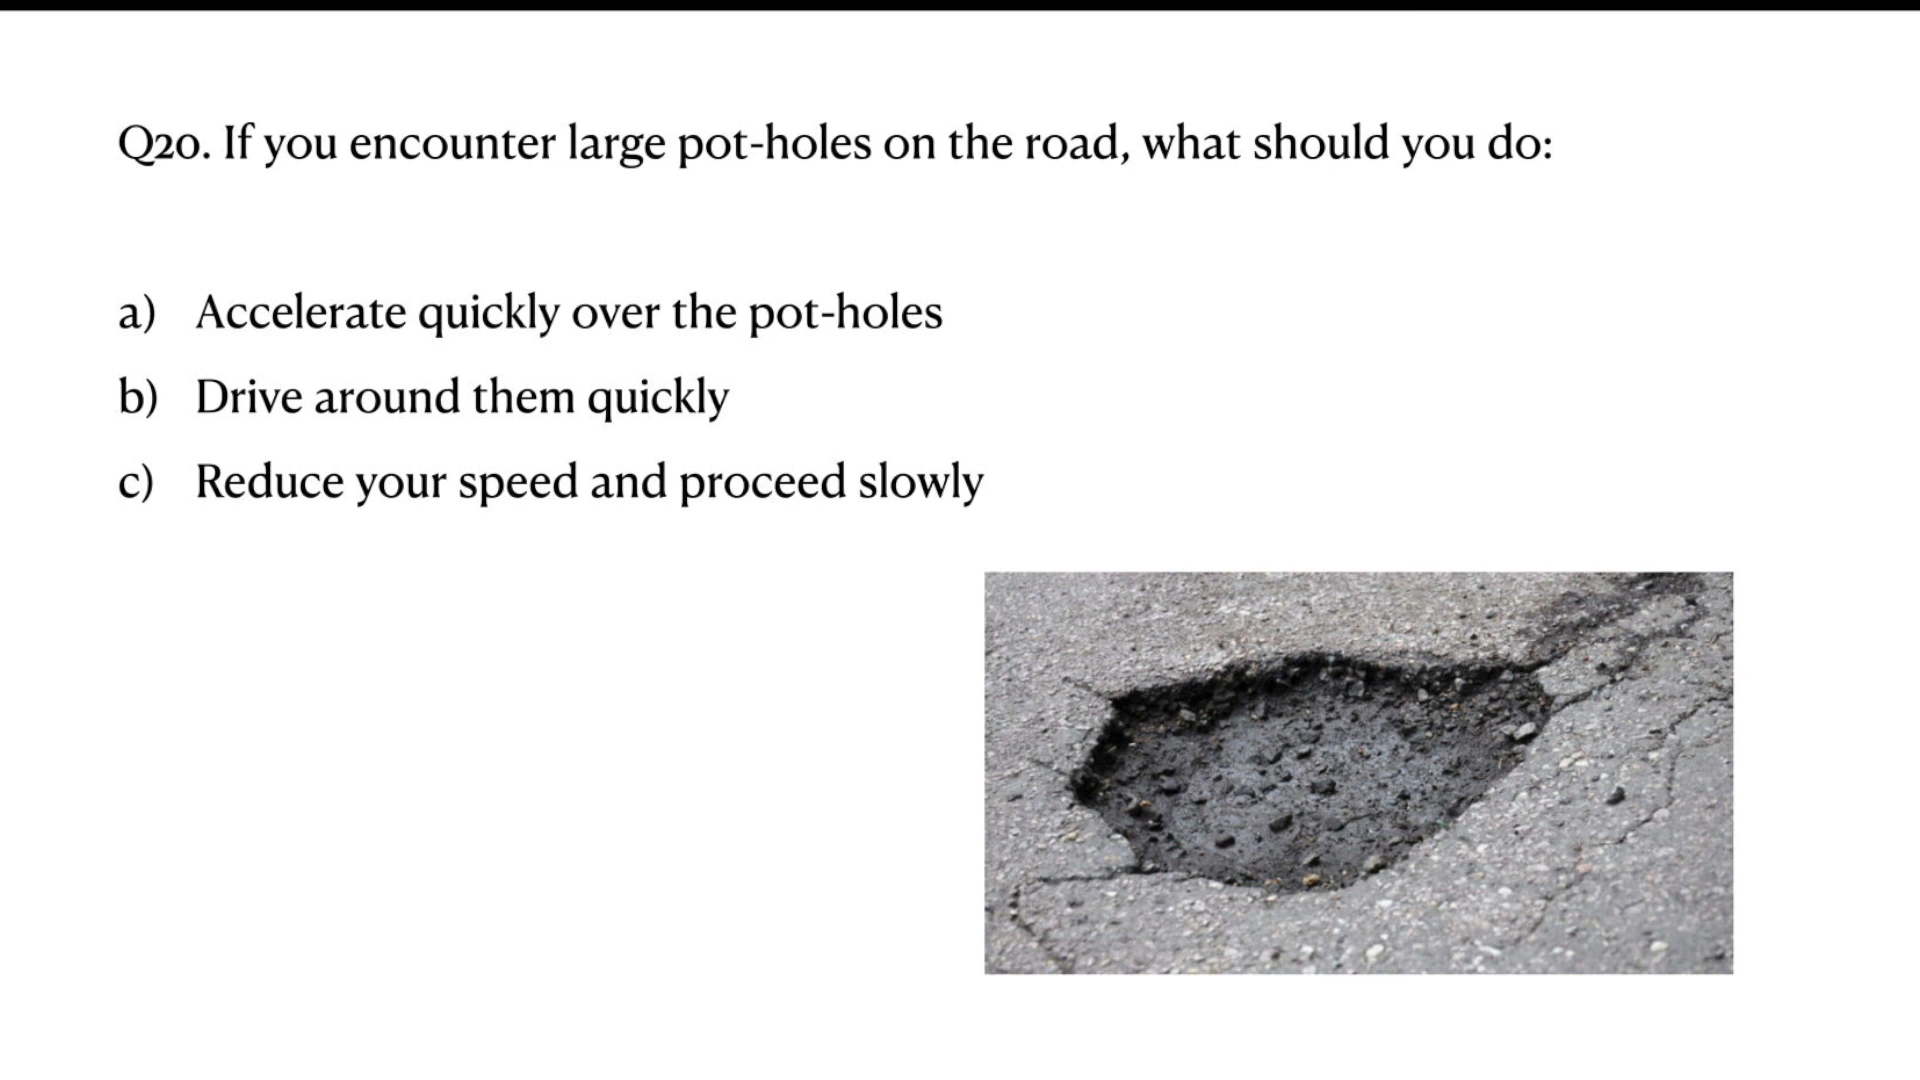 Q20. If you encounter large pot-holes on the road, what should you do:
a) Accelerate quickly over the pot-holes
b) Drive around them quickly
c) Reduce your speed and proceed slowly